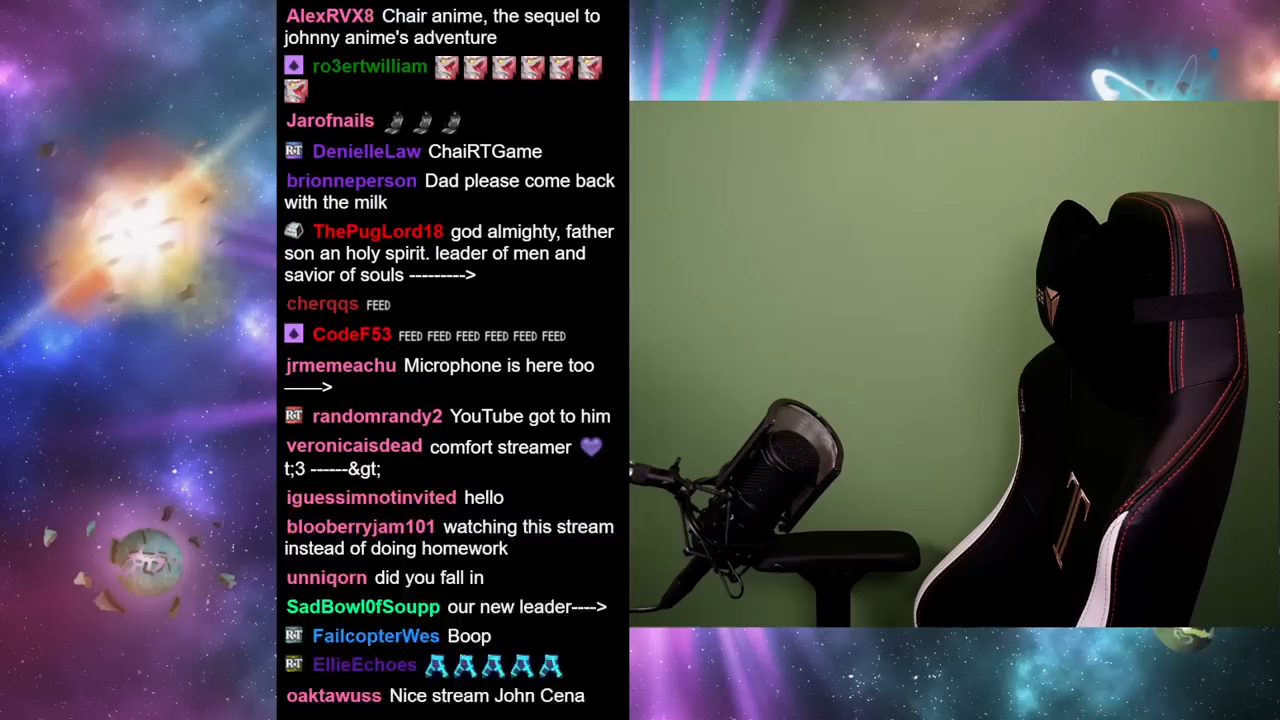 AlexRVX8 Chair anime, the sequel to
johnny anime's adventure
ro3ertwilliam
Jarofnails
RT DenielleLaw ChaiRTGame
brionneperson Dad please come back
with the milk
ThePugLord18 god almighty, father
son an holy spirit. leader of men and
savior of souls --------->
cherqqs FEED
CodeF53 FEED FEED FEED FEED FEED FEED
jrmemeachu Microphone is here too
——>
RT randomrandy2 YouTube got to him
veronicaisdead comfort streamer
t;3 ------&gt;
iguessimnotinvited hello
blooberryjam101 watching this stream
instead of doing homework
unniqorn did you fall in
SadBowl0fSoupp our new leader---->
RT FailcopterWes Boop
RT EllieEchoes
oaktawuss Nice stream John Cena